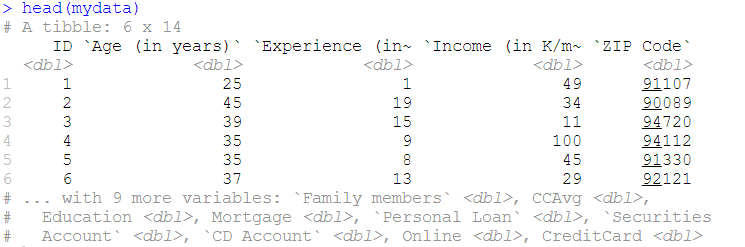 > head(mydata)
# A tibble: 6 x 14
ID `Age (in years)` `Experience (in~ `Income (in K/m~ `ZIP Code`
<dbl> <dbl> <dbl> <dbl> <dbl>
1 1 25 1 49 91107
2 2 45 19 34 90089
3 3 39 15 11 94720
4 4 35 9 100 94112
5 5 35 8 45 91330
6 6 37 13 29 92121
# ... with 9 more variables: `Family members` <dbl>, CCAvg <dbl>,
# Education <dbl>, Mortgage <dbl>, `Personal Loan` <dbl>, `Securities
# Account` <dbl>, `CD Account` <dbl>, Online <dbl>, CreditCard <dbl>